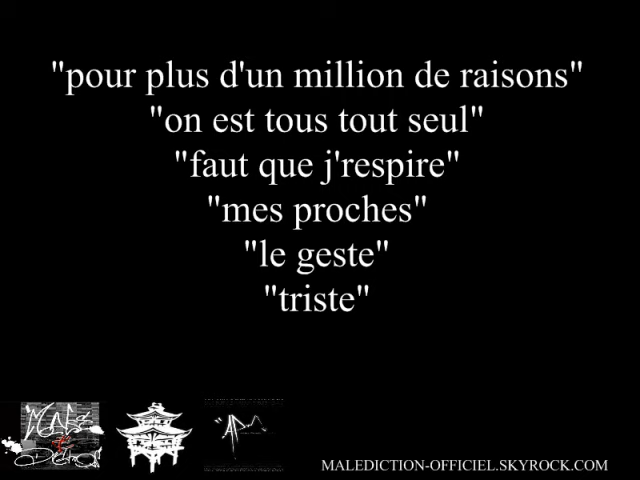 "pour plus d'un million de raisons"
"on est tous tout seul"
"faut que j'respire"
"mes proches"
"le geste"
"triste"
MALEDICTION-OFFICIEL.SKYROCK.COM